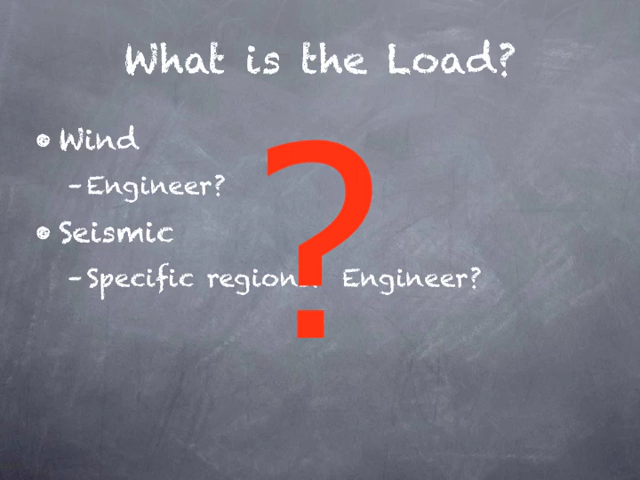 What is the Load?
• Wind
– Engineer?
• Seismic
– Specific region? Engineer?
?